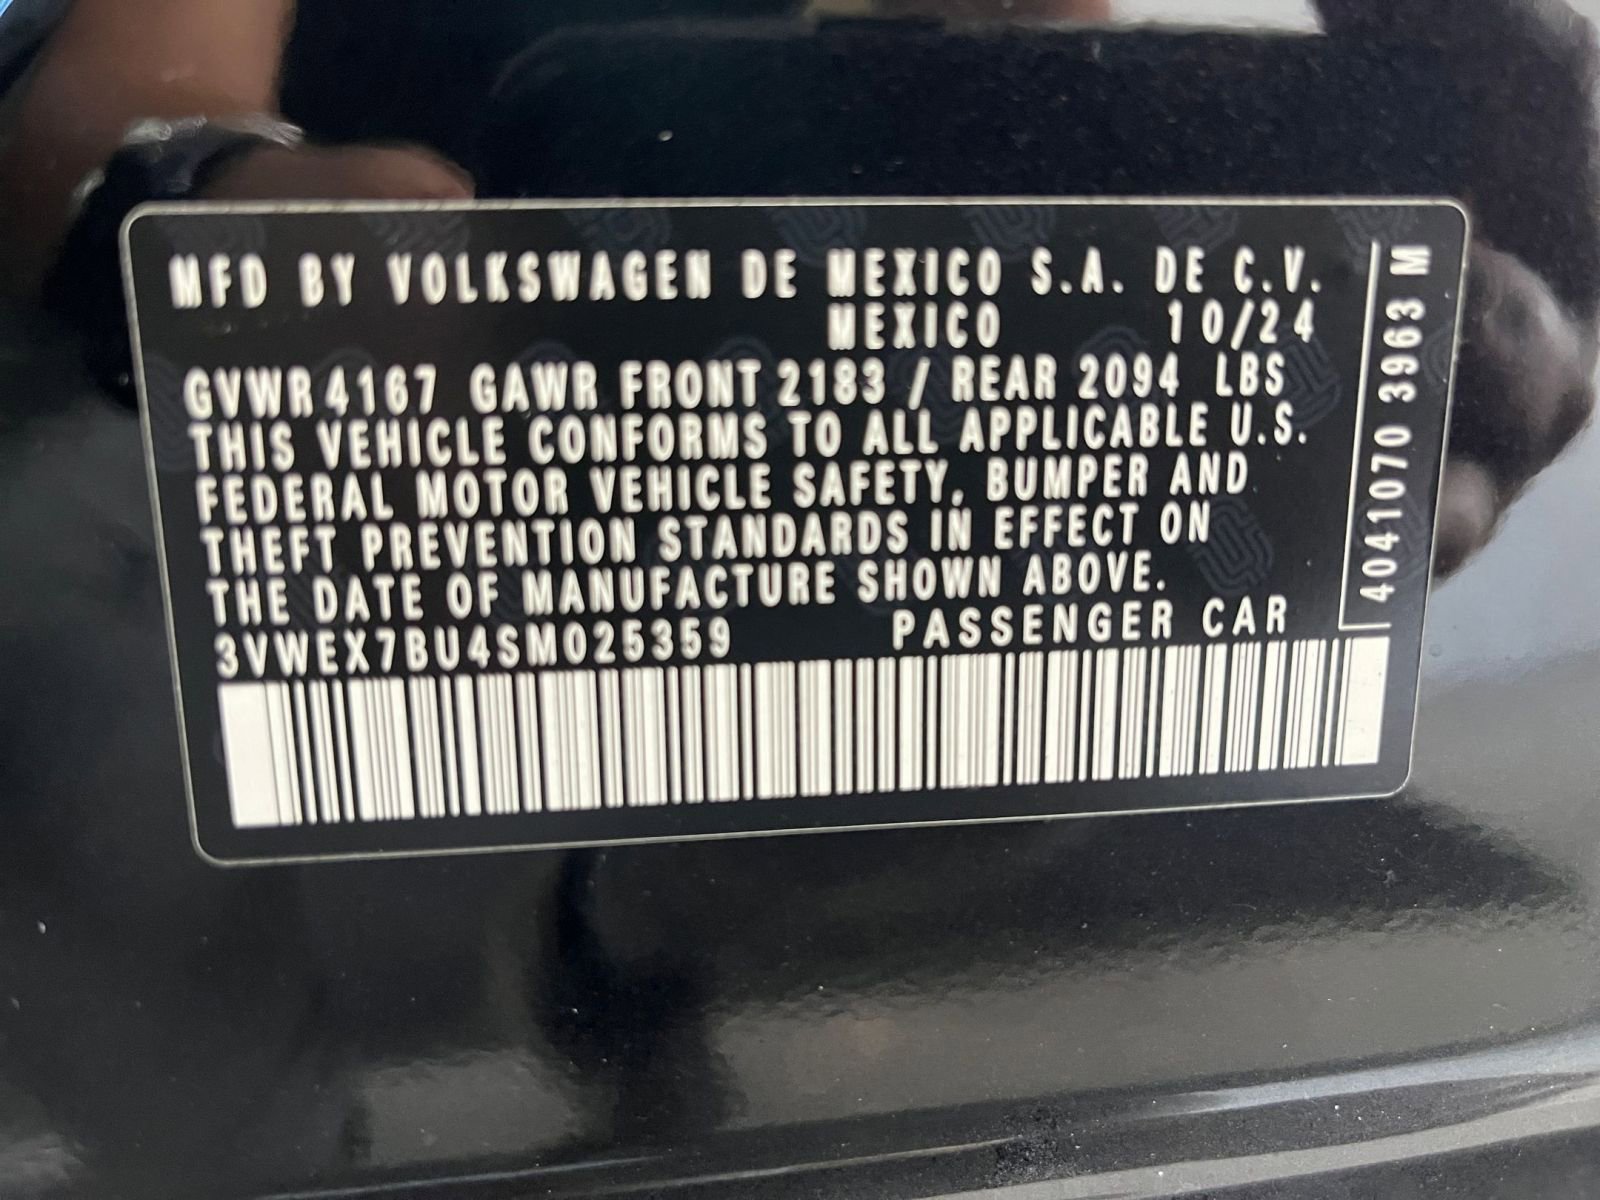 MFD BY VOLKSWAGEN DE MEXICO S.A. DE C.V.
MEXICO 10/24
GVWR 4167 GAWR FRONT 2183 / REAR 2094 LBS
THIS VEHICLE CONFORMS TO ALL APPLICABLE U.S.
FEDERAL MOTOR VEHICLE SAFETY, BUMPER AND
THEFT PREVENTION STANDARDS IN EFFECT ON
THE DATE OF MANUFACTURE SHOWN ABOVE.
3VWEX7BU4SM025359 PASSENGER CAR
4041070 3963 M